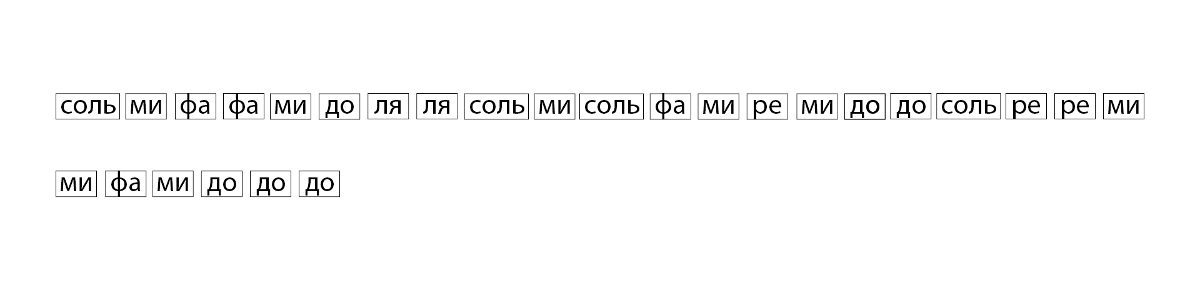 соль ми фа фа ми до ля ля соль ми соль фа ми ре ми до до соль ре ре ми
ми фа ми до до до